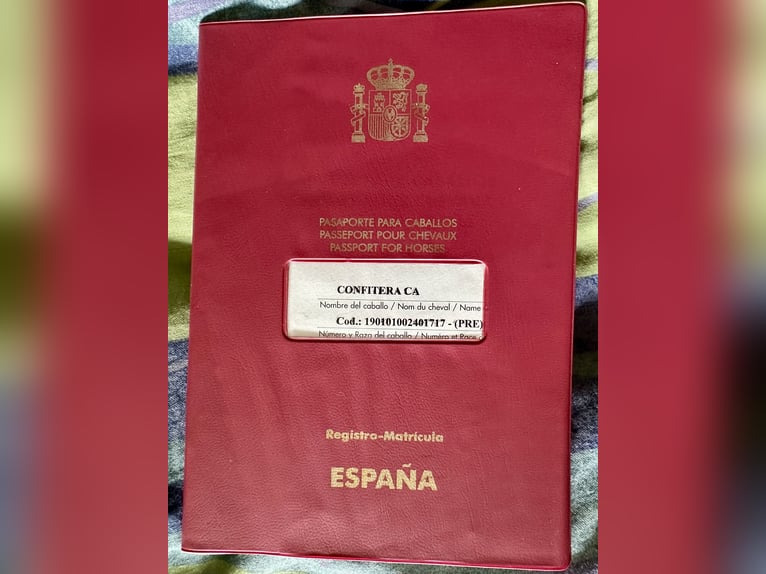 PASAPORTE PARA CABALLOS
PASSEPORT POUR CHEVAUX
PASSPORT FOR HORSES
CONFITERA CA
Nombre del caballo / Nom du cheval / Name
Cod.: 190101002401717 - (PRE)
Número y Raza del caballo / Numéro et Race
Registro-Matrícula
ESPAÑA